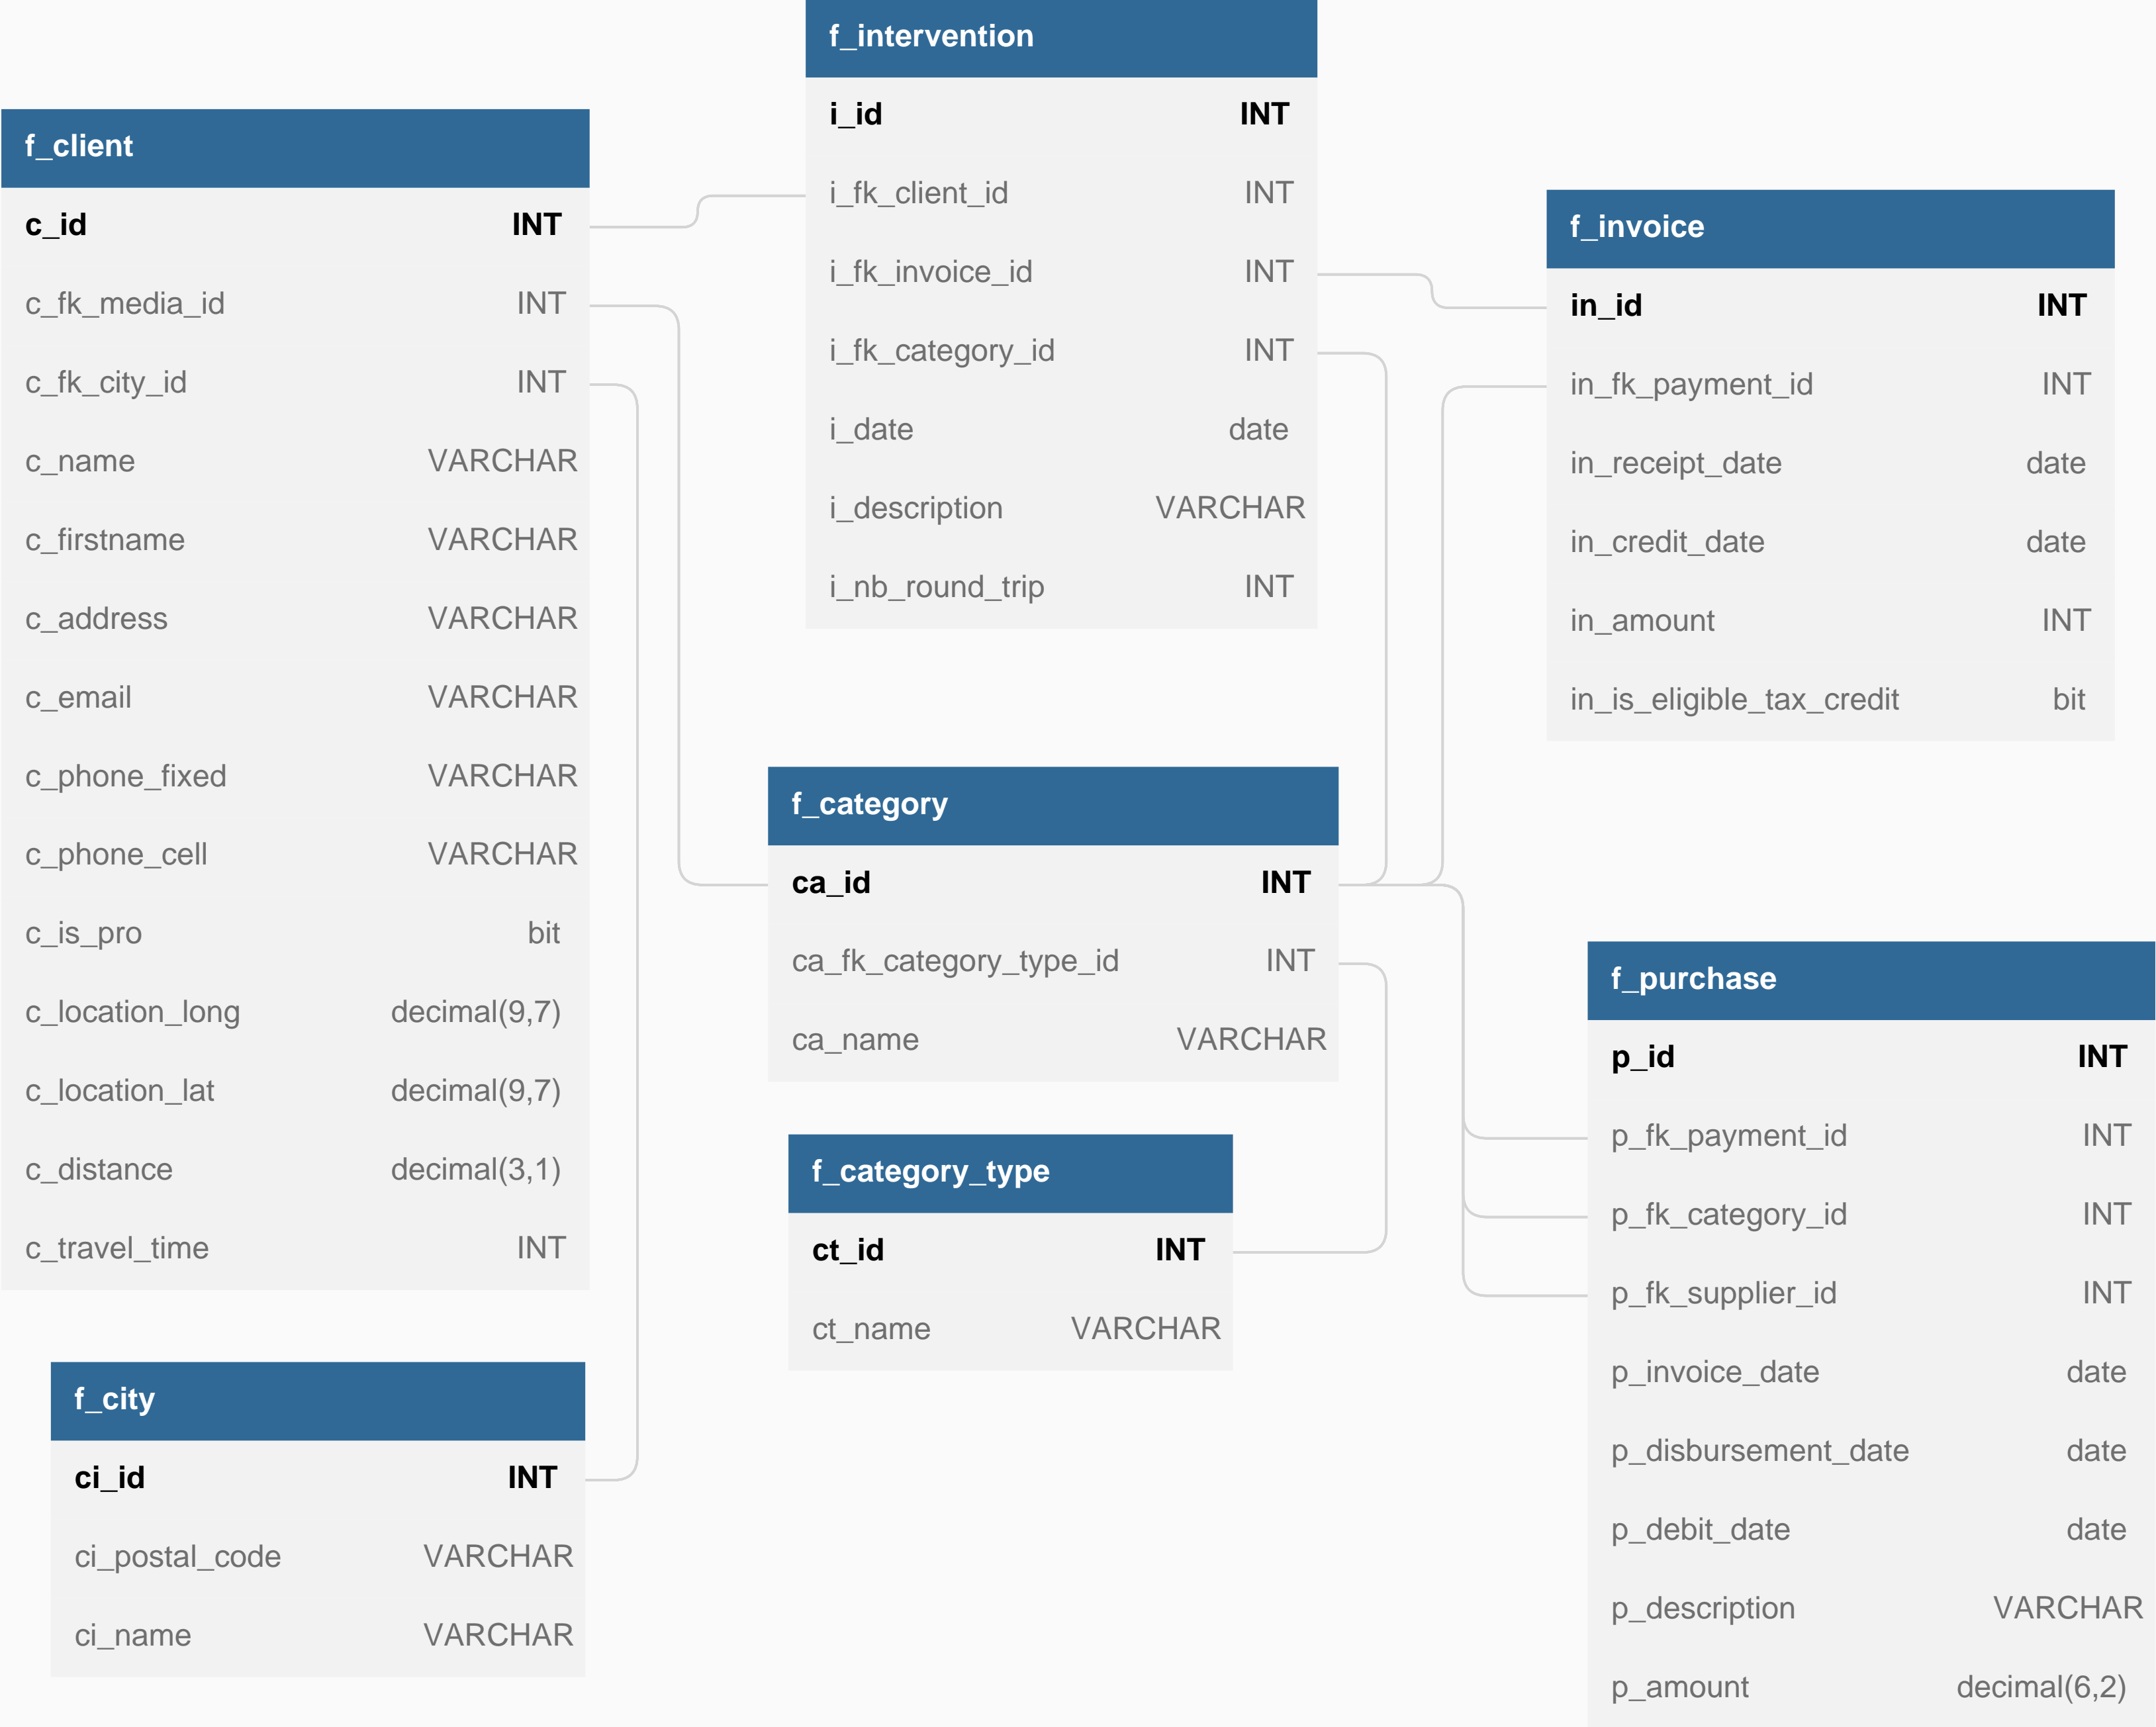 f_client
c_id INT
c_fk_media_id INT
c_fk_city_id INT
c_name VARCHAR
c_firstname VARCHAR
c_address VARCHAR
c_email VARCHAR
c_phone_fixed VARCHAR
c_phone_cell VARCHAR
c_is_pro bit
c_location_long decimal(9,7)
c_location_lat decimal(9,7)
c_distance decimal(3,1)
c_travel_time INT
f_city
ci_id INT
ci_postal_code VARCHAR
ci_name VARCHAR
f_intervention
i_id INT
i_fk_client_id INT
i_fk_invoice_id INT
i_fk_category_id INT
i_date date
i_description VARCHAR
i_nb_round_trip INT
f_category
ca_id INT
ca_fk_category_type_id INT
ca_name VARCHAR
f_category_type
ct_id INT
ct_name VARCHAR
f_invoice
in_id INT
in_fk_payment_id INT
in_receipt_date date
in_credit_date date
in_amount INT
in_is_eligible_tax_credit bit
f_purchase
p_id INT
p_fk_payment_id INT
p_fk_category_id INT
p_fk_supplier_id INT
p_invoice_date date
p_disbursement_date date
p_debit_date date
p_description VARCHAR
p_amount decimal(6,2)